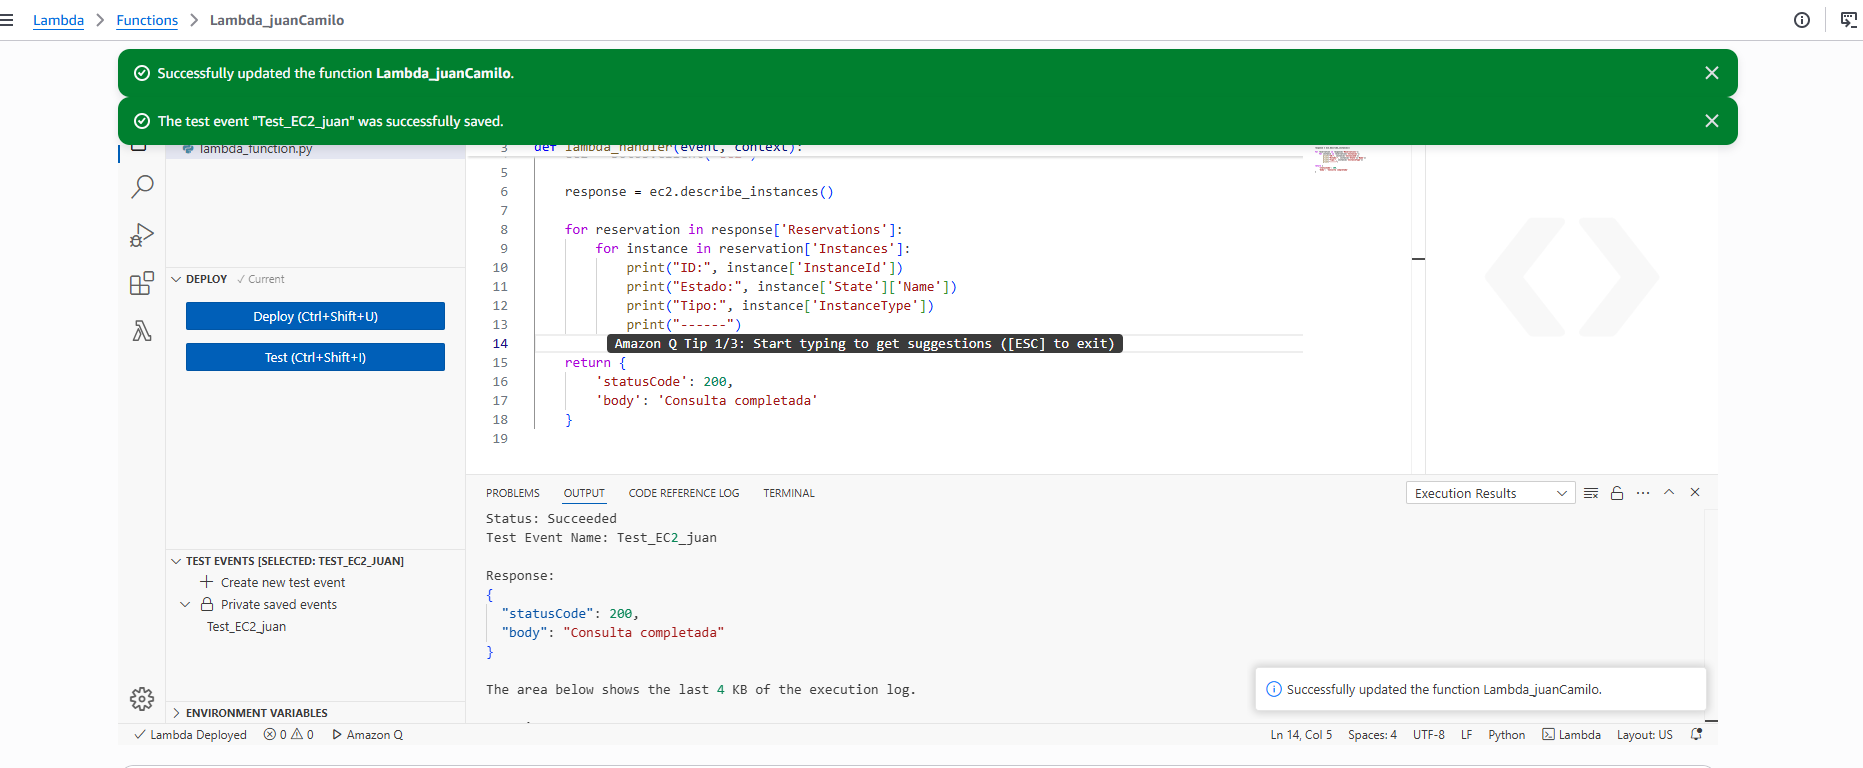 Lambda > Functions > Lambda_juanCamilo
Successfully updated the function Lambda_juanCamilo.
The test event "Test_EC2_juan" was successfully saved.
lambda_function.py
DEPLOY ✓ Current
Deploy (Ctrl+Shift+U)
Test (Ctrl+Shift+I)
TEST EVENTS [SELECTED: TEST_EC2_JUAN]
Create new test event
Private saved events
Test_EC2_juan
ENVIRONMENT VARIABLES
3 def lambda_handler(event, context):
5
6 response = ec2.describe_instances()
7
8 for reservation in response['Reservations']:
9 for instance in reservation['Instances']:
10 print("ID:", instance['InstanceId'])
11 print("Estado:", instance['State']['Name'])
12 print("Tipo:", instance['InstanceType'])
13 print("------")
14 Amazon Q Tip 1/3: Start typing to get suggestions ([ESC] to exit)
15 return {
16 'statusCode': 200,
17 'body': 'Consulta completada'
18 }
19
PROBLEMS OUTPUT CODE REFERENCE LOG TERMINAL Execution Results
Status: Succeeded
Test Event Name: Test_EC2_juan
Response:
{
"statusCode": 200,
"body": "Consulta completada"
}
The area below shows the last 4 KB of the execution log.
Successfully updated the function Lambda_juanCamilo.
Lambda Deployed 0 0 Amazon Q Ln 14, Col 5 Spaces: 4 UTF-8 LF Python Lambda Layout: US